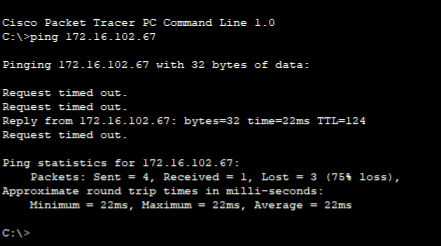 Cisco Packet Tracer PC Command Line 1.0
C:\>ping 172.16.102.67
Pinging 172.16.102.67 with 32 bytes of data:
Request timed out.
Request timed out.
Reply from 172.16.102.67: bytes=32 time=22ms TTL=124
Request timed out.
Ping statistics for 172.16.102.67:
    Packets: Sent = 4, Received = 1, Lost = 3 (75% loss),
Approximate round trip times in milli-seconds:
    Minimum = 22ms, Maximum = 22ms, Average = 22ms
C:\>